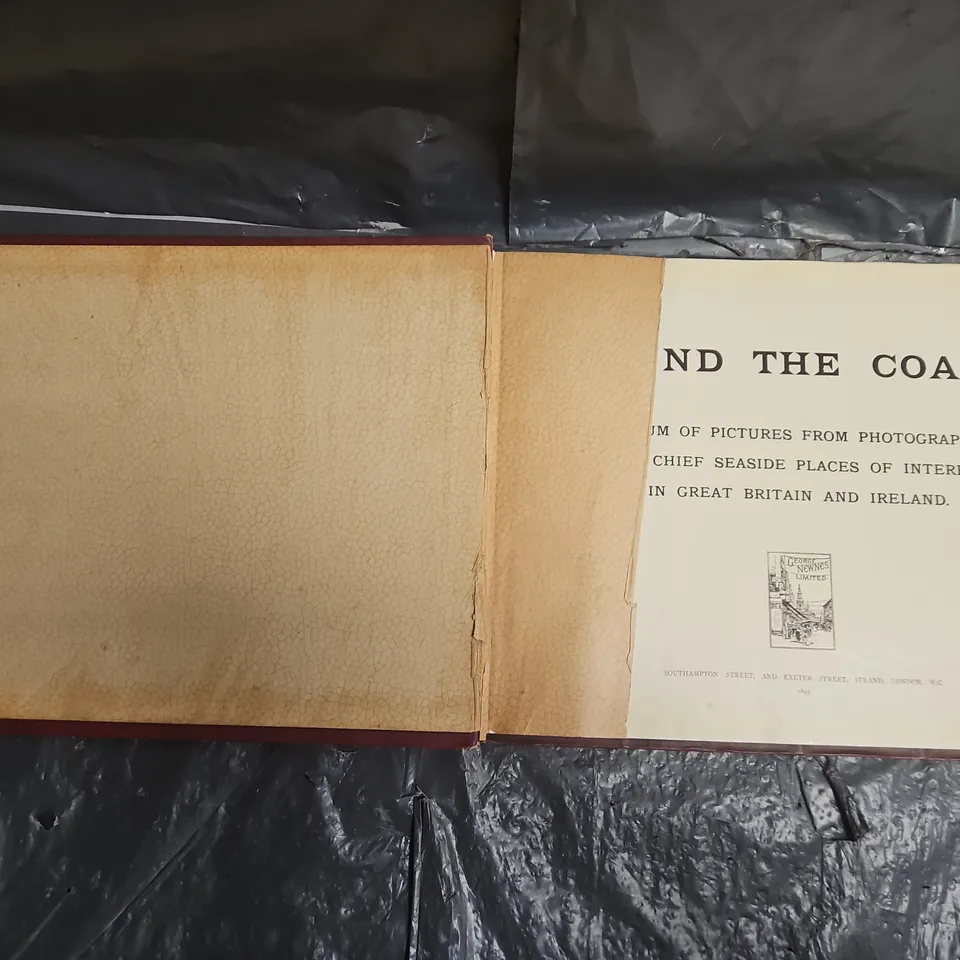 ND THE COA
UM OF PICTURES FROM PHOTOGRAP
CHIEF SEASIDE PLACES OF INTER
IN GREAT BRITAIN AND IRELAND.
GEORGE
NEWNES
LIMITED
SOUTHAMPTON STREET, AND EXETER STREET, STRAND, LONDON, W.C.
1895